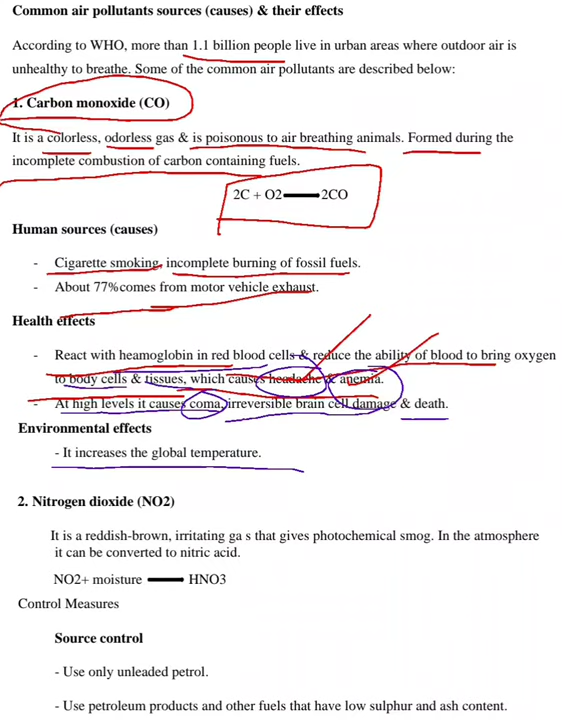 Common air pollutants sources (causes) & their effects
According to WHO, more than 1.1 billion people live in urban areas where outdoor air is
unhealthy to breathe. Some of the common air pollutants are described below:
1. Carbon monoxide (CO)
It is a colorless, odorless gas & is poisonous to air breathing animals. Formed during the
incomplete combustion of carbon containing fuels.
2C + O2 2CO
Human sources (causes)
- Cigarette smoking, incomplete burning of fossil fuels.
- About 77%comes from motor vehicle exhaust.
Health effects
- React with heamoglobin in red blood cells & reduce the ability of blood to bring oxygen
to body cells & tissues, which causes headache & anemia.
- At high levels it causes coma, irreversible brain cell damage & death.
Environmental effects
- It increases the global temperature.
2. Nitrogen dioxide (NO2)
It is a reddish-brown, irritating ga s that gives photochemical smog. In the atmosphere
it can be converted to nitric acid.
NO2+ moisture HNO3
Control Measures
Source control
- Use only unleaded petrol.
- Use petroleum products and other fuels that have low sulphur and ash content.